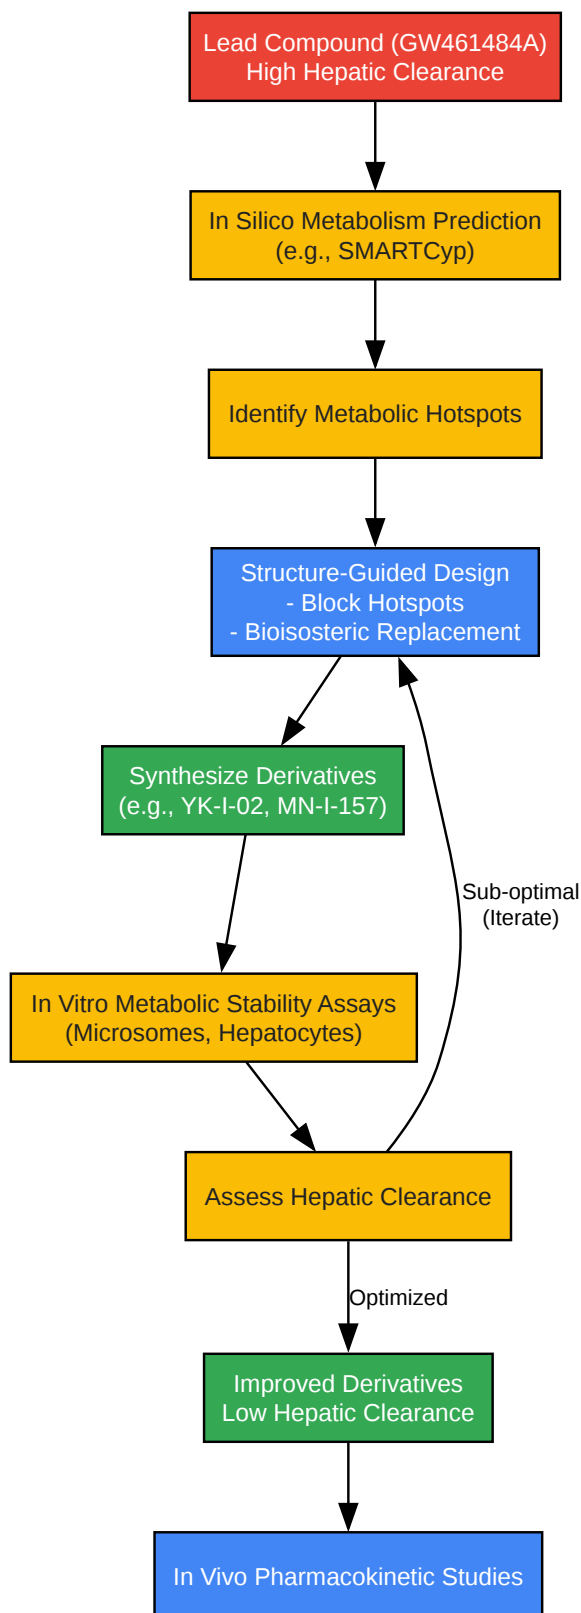 Lead Compound (GW461484A)
High Hepatic Clearance
In Silico Metabolism Prediction
(e.g., SMARTCyp)
Identify Metabolic Hotspots
Structure-Guided Design
- Block Hotspots
- Bioisosteric Replacement
Synthesize Derivatives
(e.g., YK-I-02, MN-I-157)
Sub-optimal
(Iterate)
In Vitro Metabolic Stability Assays
(Microsomes, Hepatocytes)
Assess Hepatic Clearance
Optimized
Improved Derivatives
Low Hepatic Clearance
In Vivo Pharmacokinetic Studies